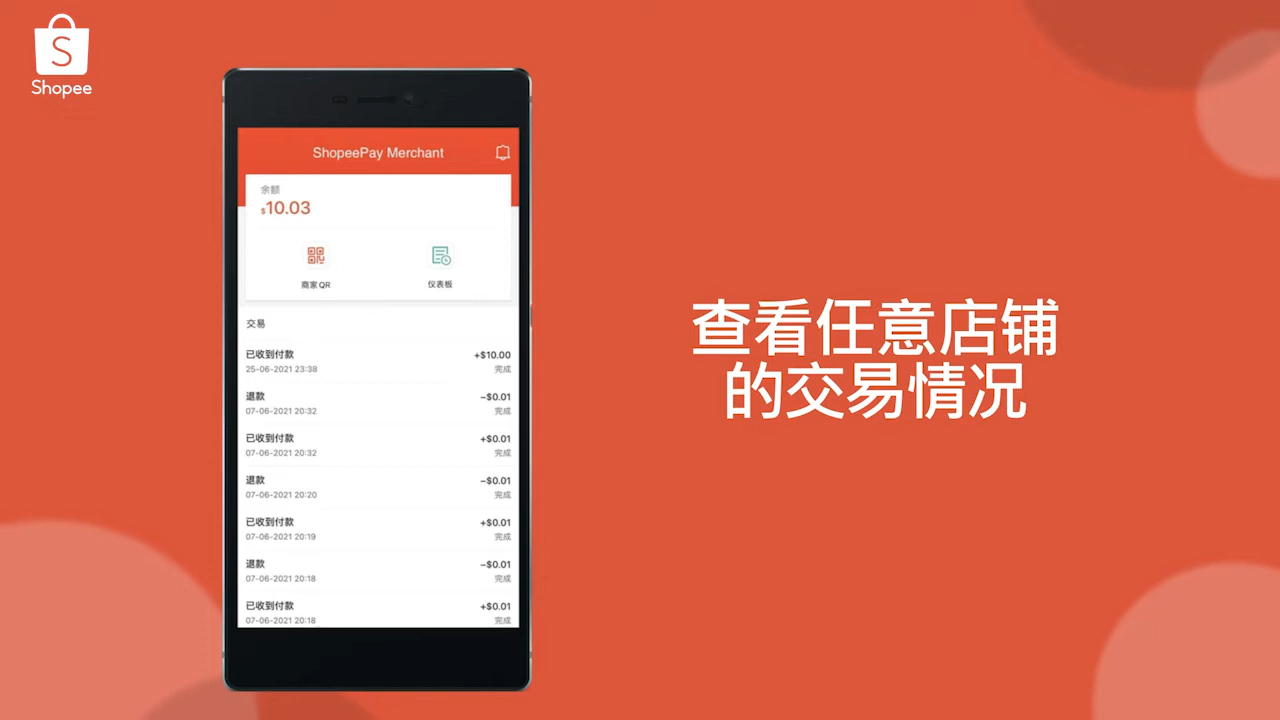 Shopee
ShopeePay Merchant
余额
$10.03
商家 QR
仪表板
交易
已收到付款 +$10.00
25-06-2021 23:38 完成
退款 −$0.01
07-06-2021 20:32 完成
已收到付款 +$0.01
07-06-2021 20:32 完成
退款 −$0.01
07-06-2021 20:20 完成
已收到付款 +$0.01
07-06-2021 20:19 完成
退款 −$0.01
07-06-2021 20:18 完成
已收到付款 +$0.01
07-06-2021 20:18 完成
查看任意店铺
的交易情况